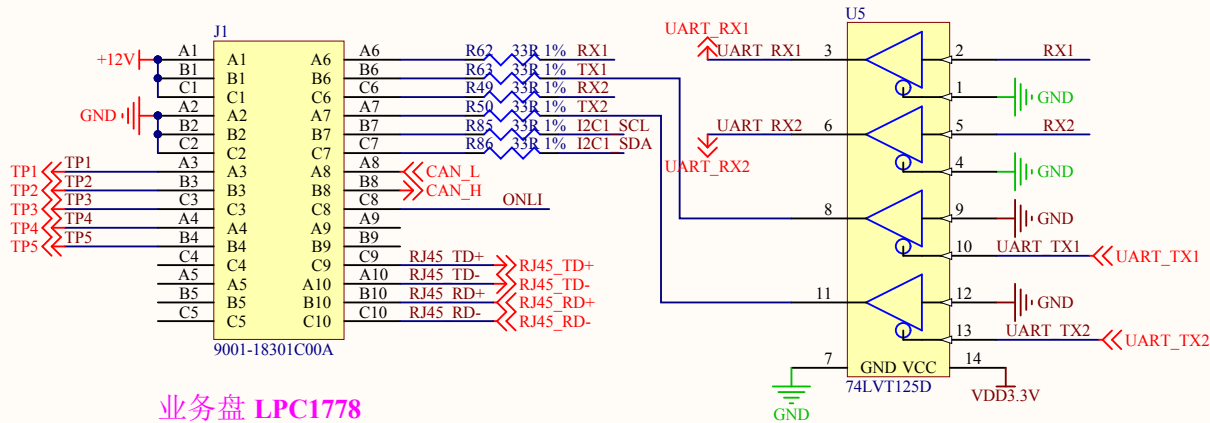 J1
+12V
GND
A1 A1 A6 A6 R62 33R 1% RX1
B1 B1 B6 B6 R63 33R 1% TX1
C1 C1 C6 C6 R49 33R 1% RX2
A2 A2 A7 A7 R50 33R 1% TX2
B2 B2 B7 B7 R85 33R 1% I2C1_SCL
C2 C2 C7 C7 R86 33R 1% I2C1_SDA
TP1 TP1 A3 A3 A8 A8 CAN_L
TP2 TP2 B3 B3 B8 B8 CAN_H
TP3 TP3 C3 C3 C8 C8 ONLI
TP4 TP4 A4 A4 A9 A9
TP5 TP5 B4 B4 B9 B9
C4 C4 C9 C9 RJ45_TD+ RJ45_TD+
A5 A5 A10 A10 RJ45_TD- RJ45_TD-
B5 B5 B10 B10 RJ45_RD+ RJ45_RD+
C5 C5 C10 C10 RJ45_RD- RJ45_RD-
9001-18301C00A
业务盘 LPC1778
U5
UART_RX1
UART_RX1 3 2 RX1
1 GND
UART_RX2 6 5 RX2
UART_RX2
4 GND
8 9 GND
10 UART_TX1 UART_TX1
11 12 GND
13 UART_TX2 UART_TX2
7 GND VCC 14
74LVT125D
GND
VDD3.3V